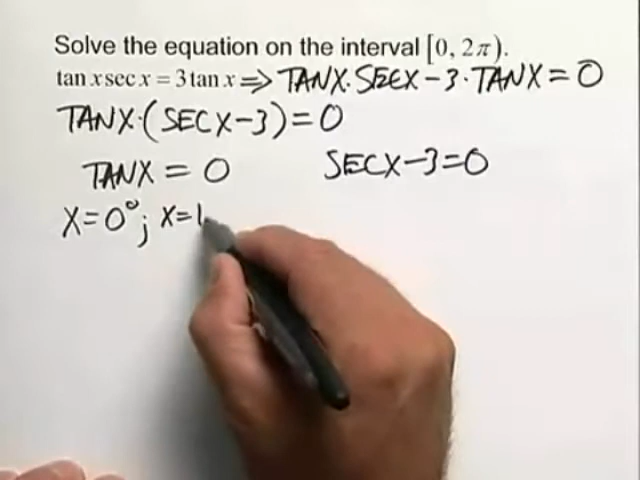 Solve the equation on the interval [0, 2π).
tan x sec x = 3 tan x ⇒ TANX·SECX−3·TANX=0
TANX·(SECX−3)=0
TANX=0 SECX−3=0
X=0°; X=1